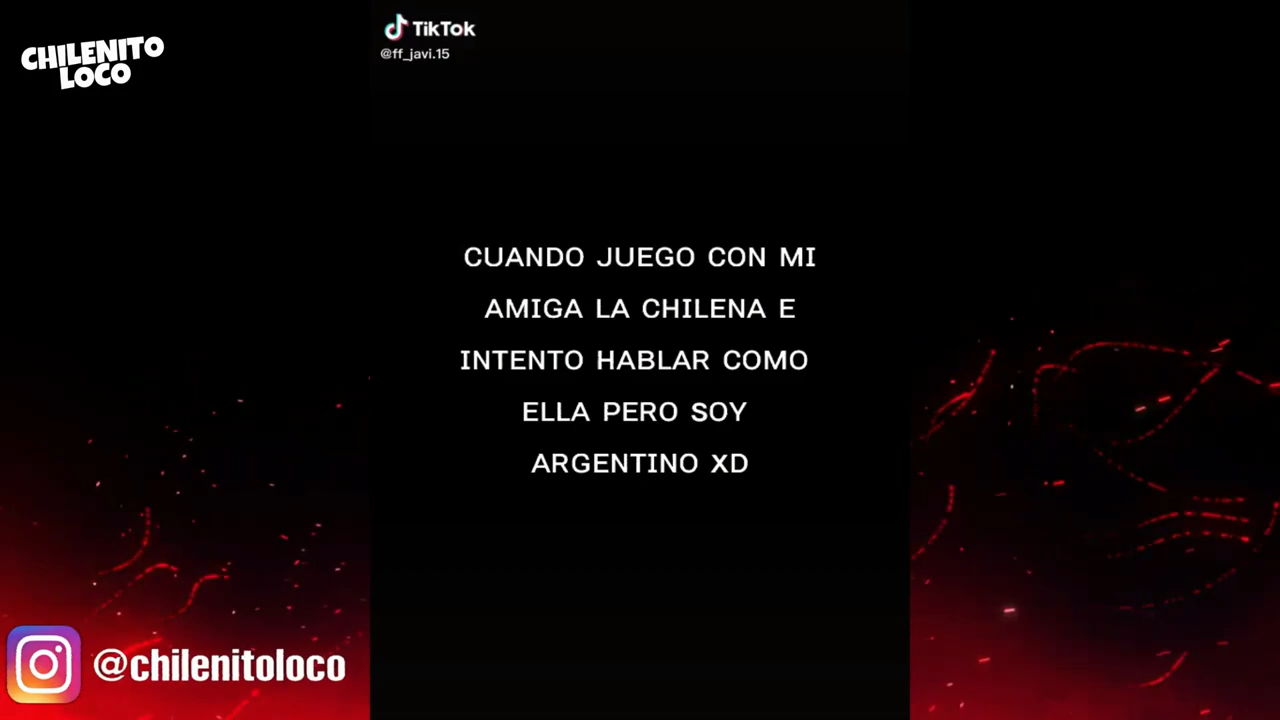 CHILENITO
LOCO
TikTok
@ff_javi.15
CUANDO JUEGO CON MI
AMIGA LA CHILENA E
INTENTO HABLAR COMO
ELLA PERO SOY
ARGENTINO XD
@chilenitoloco